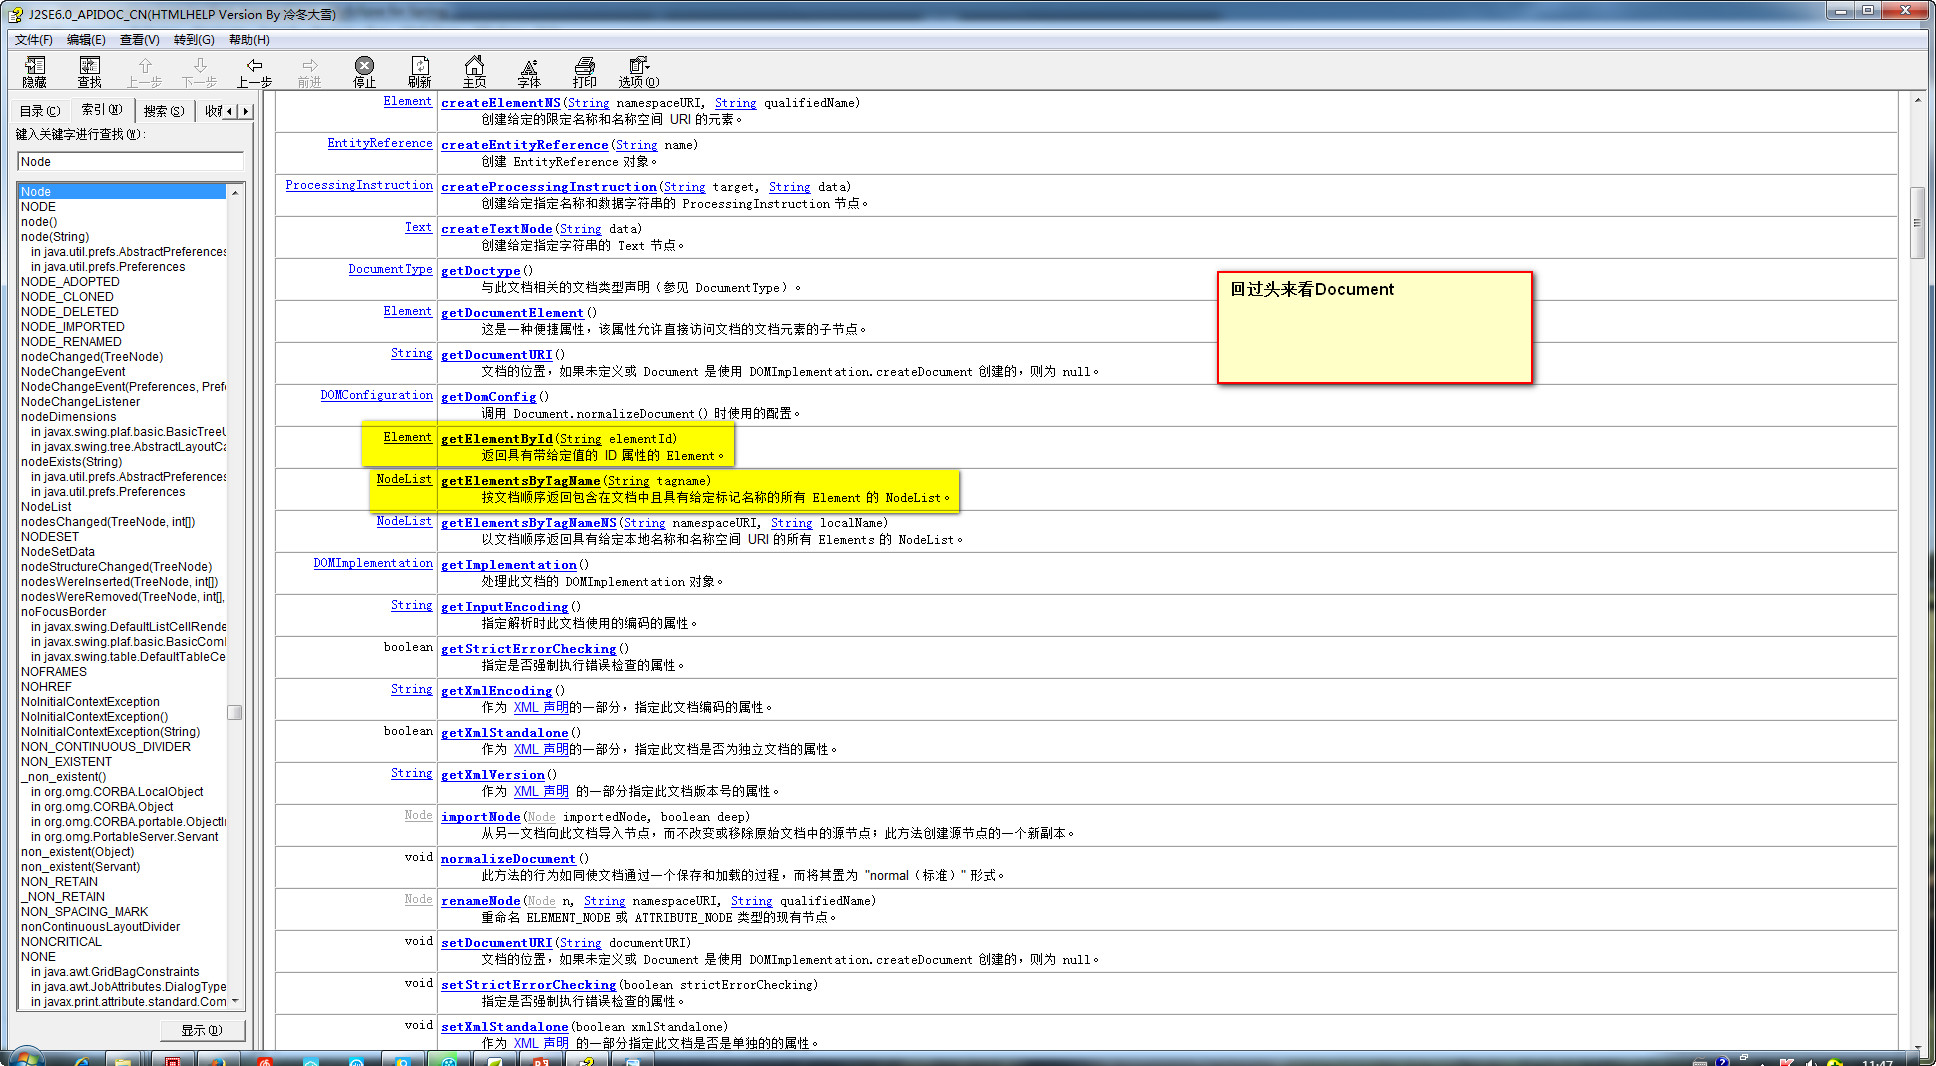 J2SE6.0_APIDOC_CN(HTMLHELP Version By 冷冬大雪)
文件(F) 编辑(E) 查看(V) 转到(G) 帮助(H)
隐藏 查找 上一步 下一步 上一步 前进 停止 刷新 主页 字体 打印 选项(O)
目录(C) 索引(N) 搜索(S)
键入关键字进行查找(W):
Node
Node
NODE
node()
node(String)
in java.util.prefs.AbstractPreferences
in java.util.prefs.Preferences
NODE_ADOPTED
NODE_CLONED
NODE_DELETED
NODE_IMPORTED
NODE_RENAMED
nodeChanged(TreeNode)
NodeChangeEvent
NodeChangeEvent(Preferences, Pref
NodeChangeListener
nodeDimensions
in javax.swing.plaf.basic.BasicTreeU
in javax.swing.tree.AbstractLayoutCa
nodeExists(String)
in java.util.prefs.AbstractPreferences
in java.util.prefs.Preferences
NodeList
nodesChanged(TreeNode, int[])
NODESET
NodeSetData
nodeStructureChanged(TreeNode)
nodesWereInserted(TreeNode, int[])
nodesWereRemoved(TreeNode, int[],
noFocusBorder
in javax.swing.DefaultListCellRende
in javax.swing.plaf.basic.BasicComl
in javax.swing.table.DefaultTableCe
NOFRAMES
NOHREF
NoInitialContextException
NoInitialContextException()
NoInitialContextException(String)
NON_CONTINUOUS_DIVIDER
NON_EXISTENT
_non_existent()
in org.omg.CORBA.LocalObject
in org.omg.CORBA.Object
in org.omg.CORBA.portable.ObjectIr
in org.omg.PortableServer.Servant
non_existent(Object)
non_existent(Servant)
NON_RETAIN
_NON_RETAIN
NON_SPACING_MARK
nonContinuousLayoutDivider
NONCRITICAL
NONE
in java.awt.GridBagConstraints
in java.awt.JobAttributes.DialogType
in javax.print.attribute.standard.Com
显示(D)
Element createElementNS(String namespaceURI, String qualifiedName)
创建给定的限定名称和名称空间 URI 的元素。
EntityReference createEntityReference(String name)
创建 EntityReference 对象。
ProcessingInstruction createProcessingInstruction(String target, String data)
创建给定指定名称和数据字符串的 ProcessingInstruction 节点。
Text createTextNode(String data)
创建给定指定字符串的 Text 节点。
DocumentType getDoctype()
与此文档相关的文档类型声明（参见 DocumentType）。
Element getDocumentElement()
这是一种便捷属性，该属性允许直接访问文档的文档元素的子节点。
String getDocumentURI()
文档的位置，如果未定义或 Document 是使用 DOMImplementation.createDocument 创建的，则为 null。
DOMConfiguration getDomConfig()
调用 Document.normalizeDocument() 时使用的配置。
Element getElementById(String elementId)
返回具有带给定值的 ID 属性的 Element。
NodeList getElementsByTagName(String tagname)
按文档顺序返回包含在文档中且具有给定标记名称的所有 Element 的 NodeList。
NodeList getElementsByTagNameNS(String namespaceURI, String localName)
以文档顺序返回具有给定本地名称和名称空间 URI 的所有 Elements 的 NodeList。
DOMImplementation getImplementation()
处理此文档的 DOMImplementation 对象。
String getInputEncoding()
指定解析时此文档使用的编码的属性。
boolean getStrictErrorChecking()
指定是否强制执行错误检查的属性。
String getXmlEncoding()
作为 XML 声明的一部分，指定此文档编码的属性。
boolean getXmlStandalone()
作为 XML 声明的一部分，指定此文档是否为独立文档的属性。
String getXmlVersion()
作为 XML 声明 的一部分指定此文档版本号的属性。
Node importNode(Node importedNode, boolean deep)
从另一文档向此文档导入节点，而不改变或移除原始文档中的源节点；此方法创建源节点的一个新副本。
void normalizeDocument()
此方法的行为如同使文档通过一个保存和加载的过程，而将其置为 "normal（标准）" 形式。
Node renameNode(Node n, String namespaceURI, String qualifiedName)
重命名 ELEMENT_NODE 或 ATTRIBUTE_NODE 类型的现有节点。
void setDocumentURI(String documentURI)
文档的位置，如果未定义或 Document 是使用 DOMImplementation.createDocument 创建的，则为 null。
void setStrictErrorChecking(boolean strictErrorChecking)
指定是否强制执行错误检查的属性。
void setXmlStandalone(boolean xmlStandalone)
作为 XML 声明 的一部分指定此文档是否是单独的的属性。
回过头来看Document
11:47